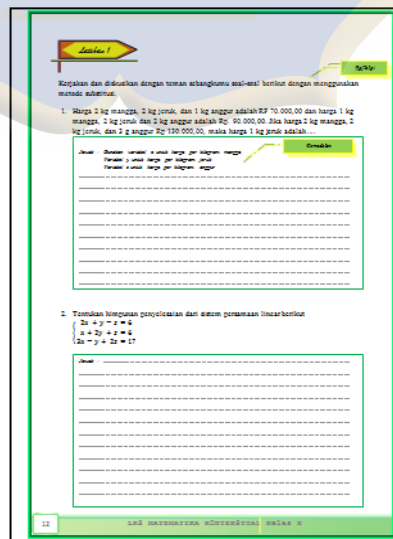 Latihan 1
Refleksi
Kerjakan dan diskusikan dengan teman sebangkumu soal-soal berikut dengan menggunakan
metode substitusi.
1. Harga 2 kg mangga, 2 kg jeruk, dan 1 kg anggur adalah RP 70.000,00 dan harga 1 kg
mangga, 2 kg jeruk dan 2 kg anggur adalah Rp. 90.000,00. Jika harga 2 kg mangga, 2
kg jeruk, dan 3 g anggur Rp 130.000,00, maka harga 1 kg jeruk adalah ....
Pemodelan
Jawab : Gunakan variabel x untuk harga per kilogram mangga
Variabel y untuk harga per kilogram jeruk
Variabel z untuk harga per kilogram anggur
2. Tentukan himpunan penyelesaian dari sistem persamaan linear berikut
2x + y − z = 6
x + 2y + z = 6
3x − y + 2z = 17
Jawab :
12
LKS MATEMATIKA KONTEKSTUAL KELAS X